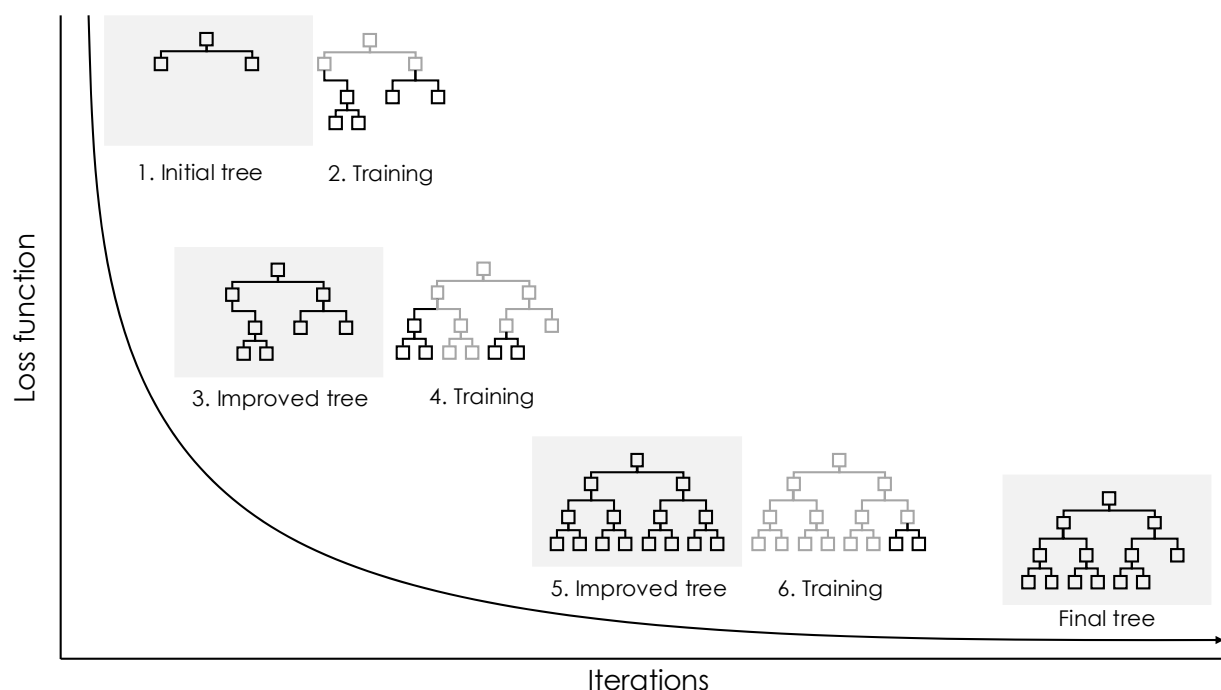 1. Initial tree
2. Training
Loss function
3. Improved tree
4. Training
5. Improved tree
6. Training
Final tree
Iterations